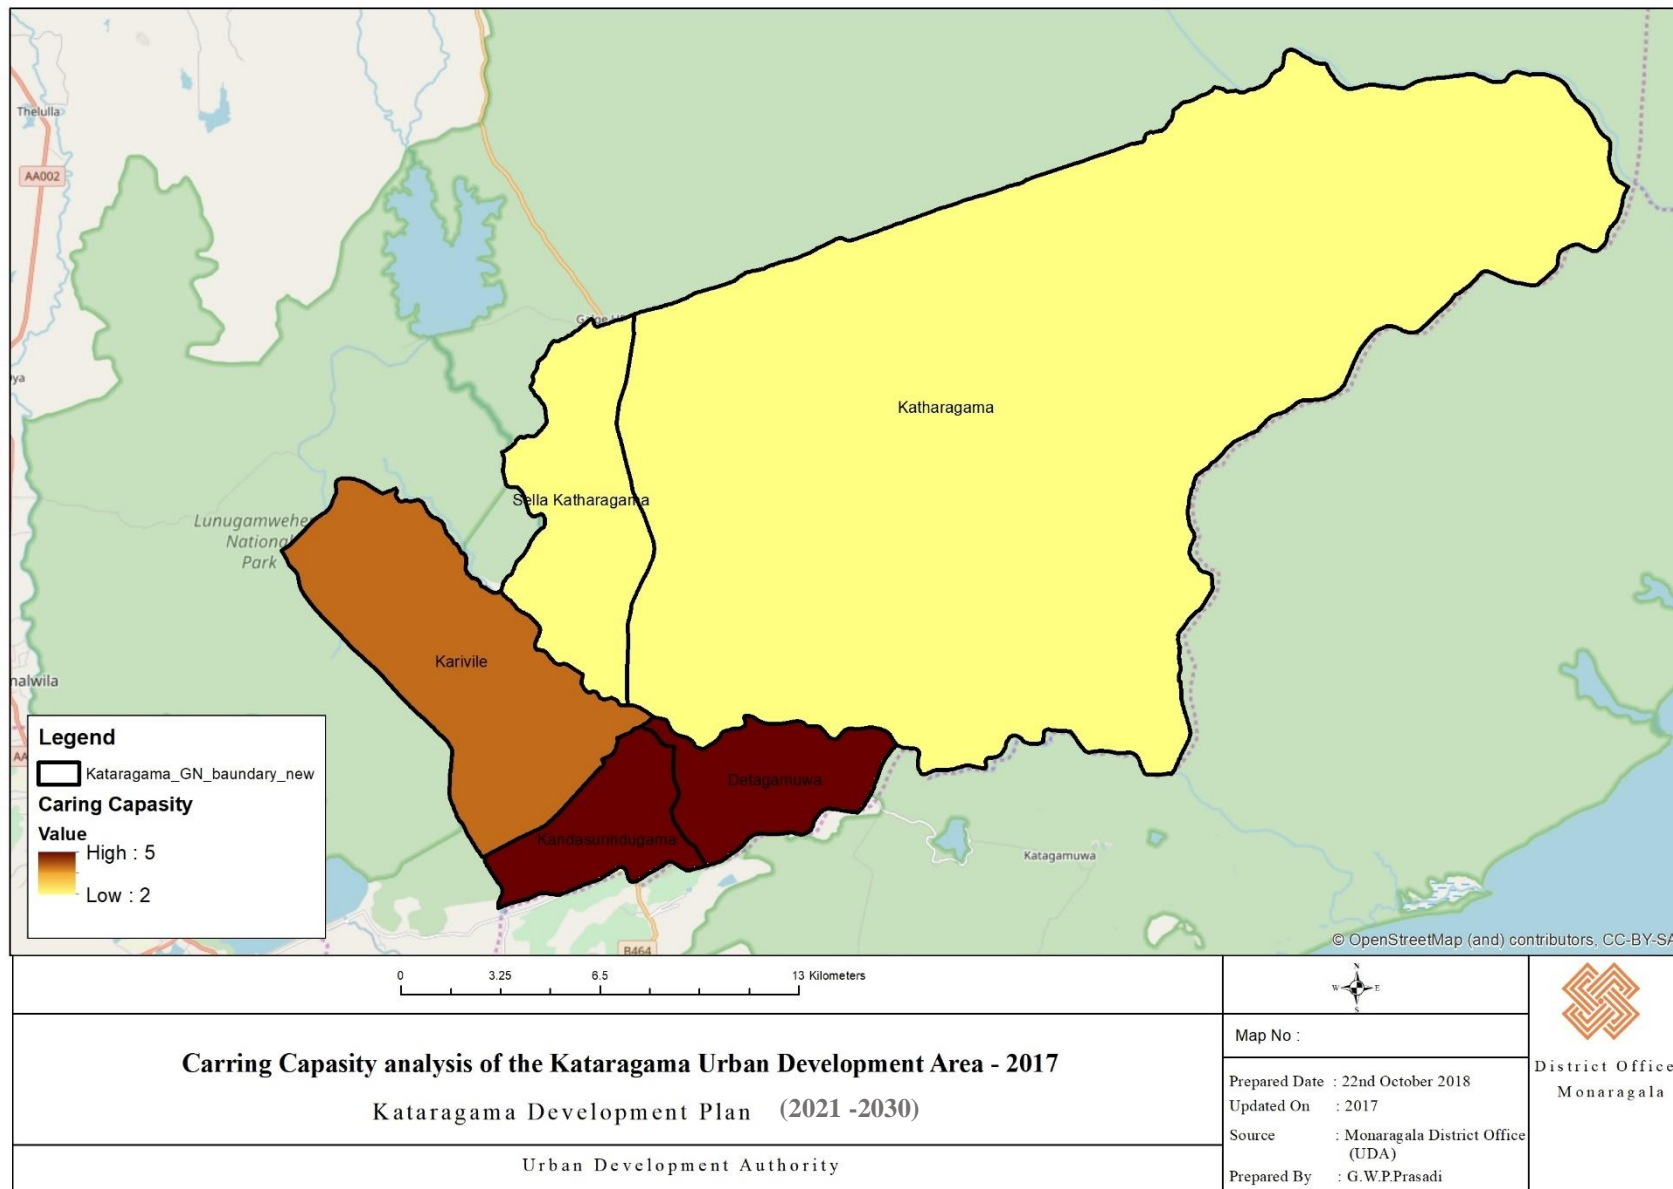 Thelulla
AA002
Galge
ya
Katharagama
Sella Katharagama
Lunugamwehe
National
Park
Karivile
nalwila
AA
Detagamuwa
Kandasurindugama
Katagamuwa
B464
Legend
Kataragama_GN_baundary_new
Caring Capasity
Value
High : 5
Low : 2
© OpenStreetMap (and) contributors, CC-BY-SA
0 3.25 6.5 13 Kilometers
N
W E
S
Map No :
Carring Capasity analysis of the Kataragama Urban Development Area - 2017
Kataragama Development Plan (2021 -2030)
Urban Development Authority
Prepared Date : 22nd October 2018
Updated On : 2017
Source : Monaragala District Office
(UDA)
Prepared By : G.W.P.Prasadi
District Office
Monaragala